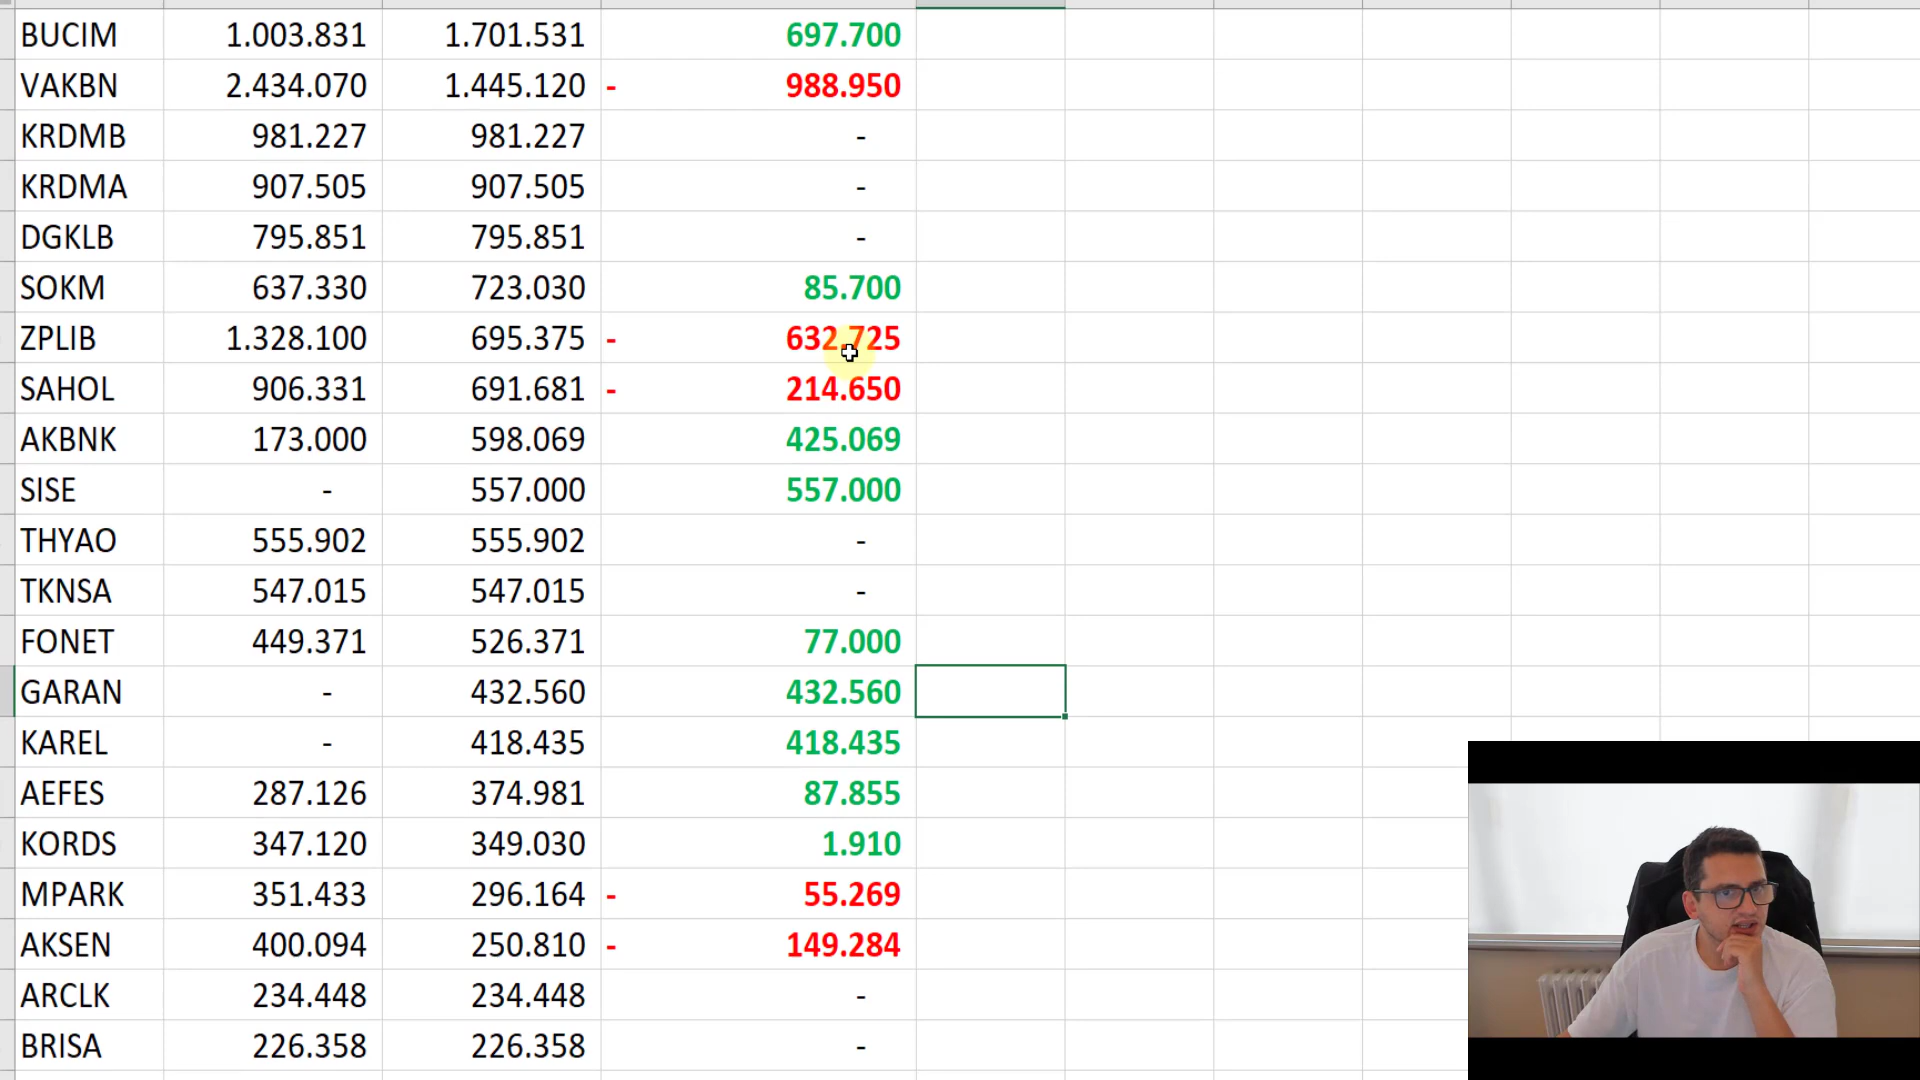 BUCIM 1.003.831 1.701.531 697.700
VAKBN 2.434.070 1.445.120 - 988.950
KRDMB 981.227 981.227 -
KRDMA 907.505 907.505 -
DGKLB 795.851 795.851 -
SOKM 637.330 723.030 85.700
ZPLIB 1.328.100 695.375 - 632.725
SAHOL 906.331 691.681 - 214.650
AKBNK 173.000 598.069 425.069
SISE - 557.000 557.000
THYAO 555.902 555.902 -
TKNSA 547.015 547.015 -
FONET 449.371 526.371 77.000
GARAN - 432.560 432.560
KAREL - 418.435 418.435
AEFES 287.126 374.981 87.855
KORDS 347.120 349.030 1.910
MPARK 351.433 296.164 - 55.269
AKSEN 400.094 250.810 - 149.284
ARCLK 234.448 234.448 -
BRISA 226.358 226.358 -